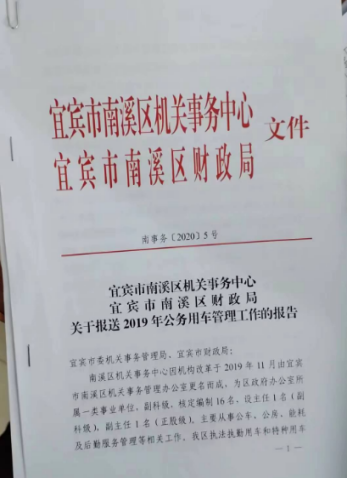 宜宾市南溪区机关事务中心
宜宾市南溪区财政局
文件
南事务〔2020〕5号
宜宾市南溪区机关事务中心
宜宾市南溪区财政局
关于报送2019年公务用车管理工作的报告
宜宾市委机关事务管理局、宜宾市财政局：
南溪区机关事务中心因机构改革于2019年11月由宜宾
市南溪区机关事务管理办公室更名而成，为区政府办公室所
属一类事业单位，副科级，核定编制16名，设主任1名（副
科级），副主任1名（正股级），主要从事公车、公房、能耗
及后勤服务管理等相关工作。我区执法执勤用车和特种用车
- 1 -